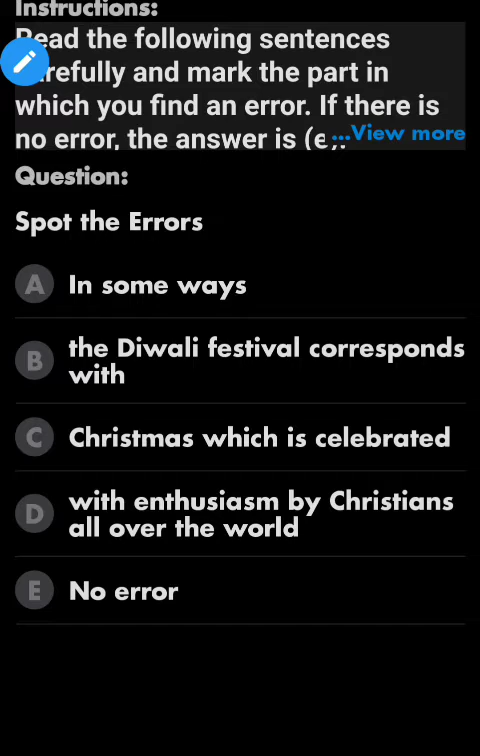 Instructions:
Read the following sentences
carefully and mark the part in
which you find an error. If there is
no error, the answer is (e). ...View more
Question:
Spot the Errors
A In some ways
B the Diwali festival corresponds
with
C Christmas which is celebrated
D with enthusiasm by Christians
all over the world
E No error